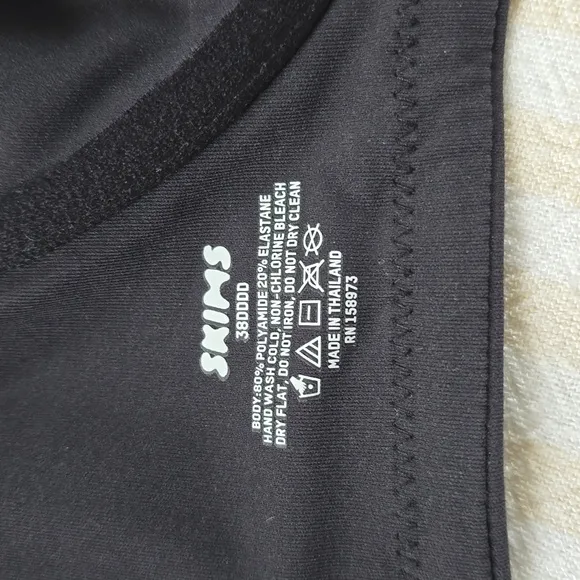 SKIMS
38DDDD
BODY:80% POLYAMIDE 20% ELASTANE
HAND WASH COLD, NON-CHLORINE BLEACH
DRY FLAT, DO NOT IRON, DO NOT DRY CLEAN
MADE IN THAILAND
RN 158973